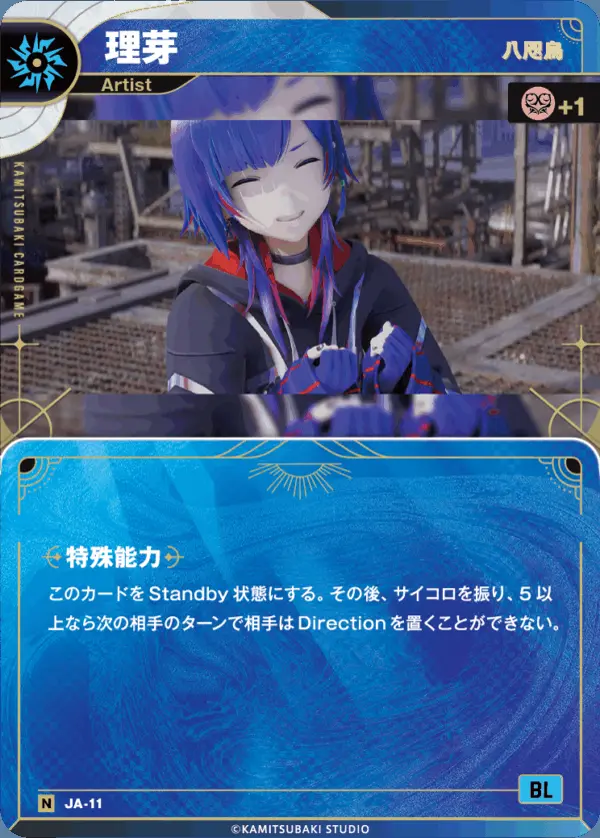 理芽
八咫烏
Artist
+1
KAMITSUBAKI CARDGAME
特殊能力
このカードをStandby状態にする。その後、サイコロを振り、5以
上なら次の相手のターンで相手はDirectionを置くことができない。
BL
N JA-11
©KAMITSUBAKI STUDIO